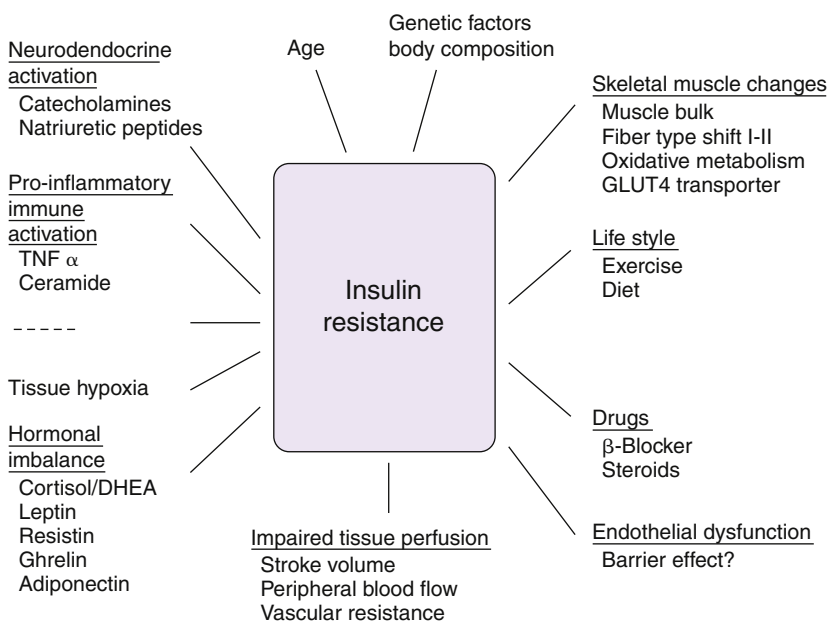 Neurodendocrine
activation
Catecholamines
Natriuretic peptides
Pro-inflammatory
immune
activation
TNF α
Ceramide
-----
Tissue hypoxia
Hormonal
imbalance
Cortisol/DHEA
Leptin
Resistin
Ghrelin
Adiponectin
Age
Genetic factors
body composition
Insulin
resistance
Impaired tissue perfusion
Stroke volume
Peripheral blood flow
Vascular resistance
Skeletal muscle changes
Muscle bulk
Fiber type shift I-II
Oxidative metabolism
GLUT4 transporter
Life style
Exercise
Diet
Drugs
β-Blocker
Steroids
Endothelial dysfunction
Barrier effect?